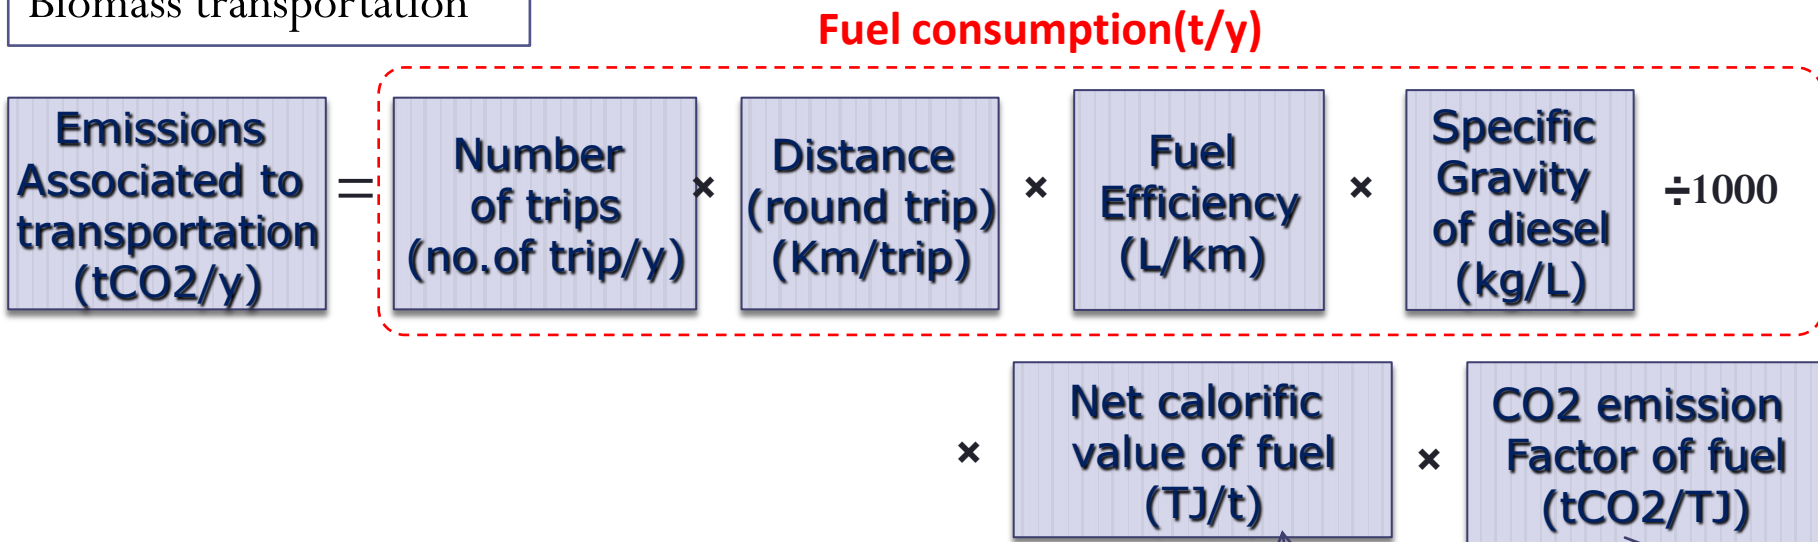 Biomass transportation
Fuel consumption(t/y)
Emissions
Associated to
transportation
(tCO2/y)
=
Number
of trips
(no.of trip/y)
×
Distance
(round trip)
(Km/trip)
×
Fuel
Efficiency
(L/km)
×
Specific
Gravity
of diesel
(kg/L)
÷1000
×
Net calorific
value of fuel
(TJ/t)
×
CO2 emission
Factor of fuel
(tCO2/TJ)